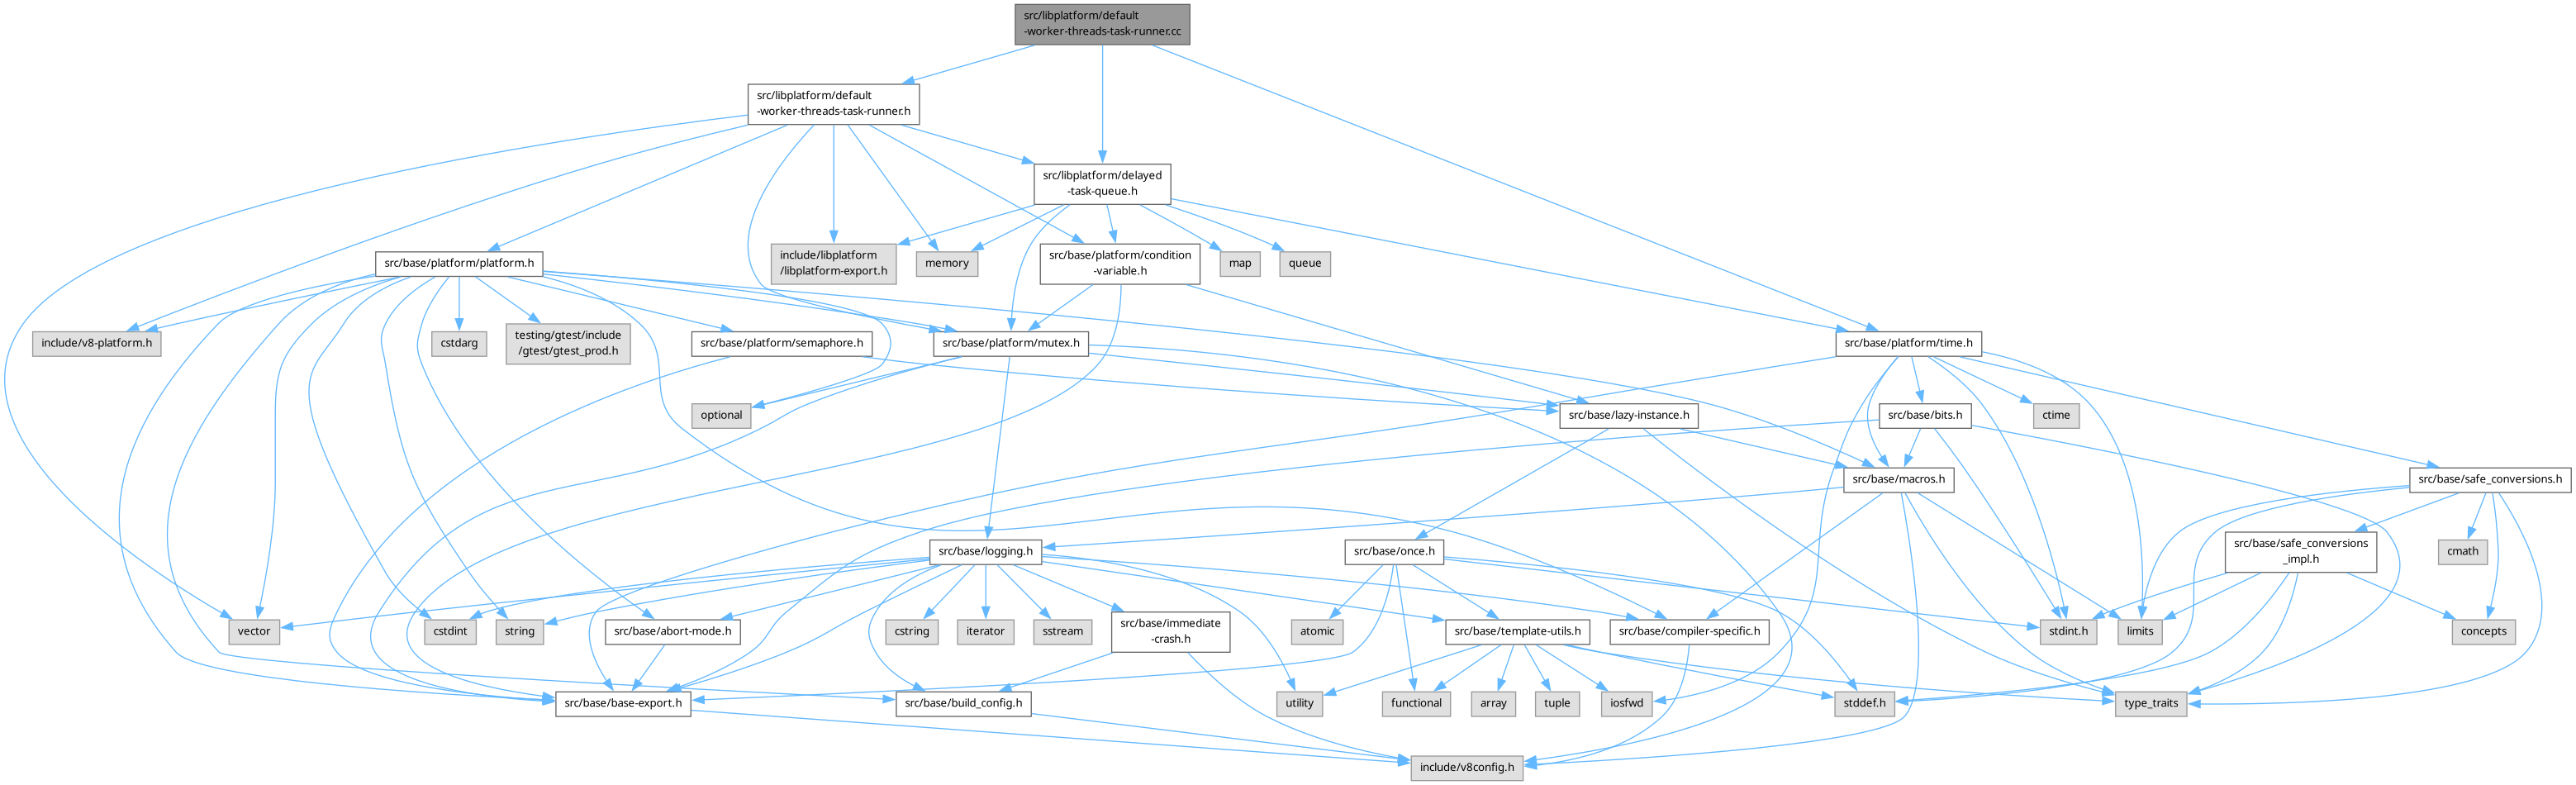 src/libplatform/default
-worker-threads-task-runner.cc
src/libplatform/default
-worker-threads-task-runner.h
src/libplatform/delayed
-task-queue.h
src/base/platform/platform.h
include/libplatform
/libplatform-export.h
memory
src/base/platform/condition
-variable.h
map
queue
include/v8-platform.h
cstdarg
testing/gtest/include
/gtest/gtest_prod.h
src/base/platform/semaphore.h
src/base/platform/mutex.h
src/base/platform/time.h
optional
src/base/lazy-instance.h
src/base/bits.h
ctime
src/base/macros.h
src/base/safe_conversions.h
src/base/logging.h
src/base/once.h
src/base/safe_conversions
_impl.h
cmath
vector
cstdint
string
src/base/abort-mode.h
cstring
iterator
sstream
src/base/immediate
-crash.h
atomic
src/base/template-utils.h
src/base/compiler-specific.h
stdint.h
limits
concepts
src/base/base-export.h
src/base/build_config.h
utility
functional
array
tuple
iosfwd
stddef.h
type_traits
include/v8config.h